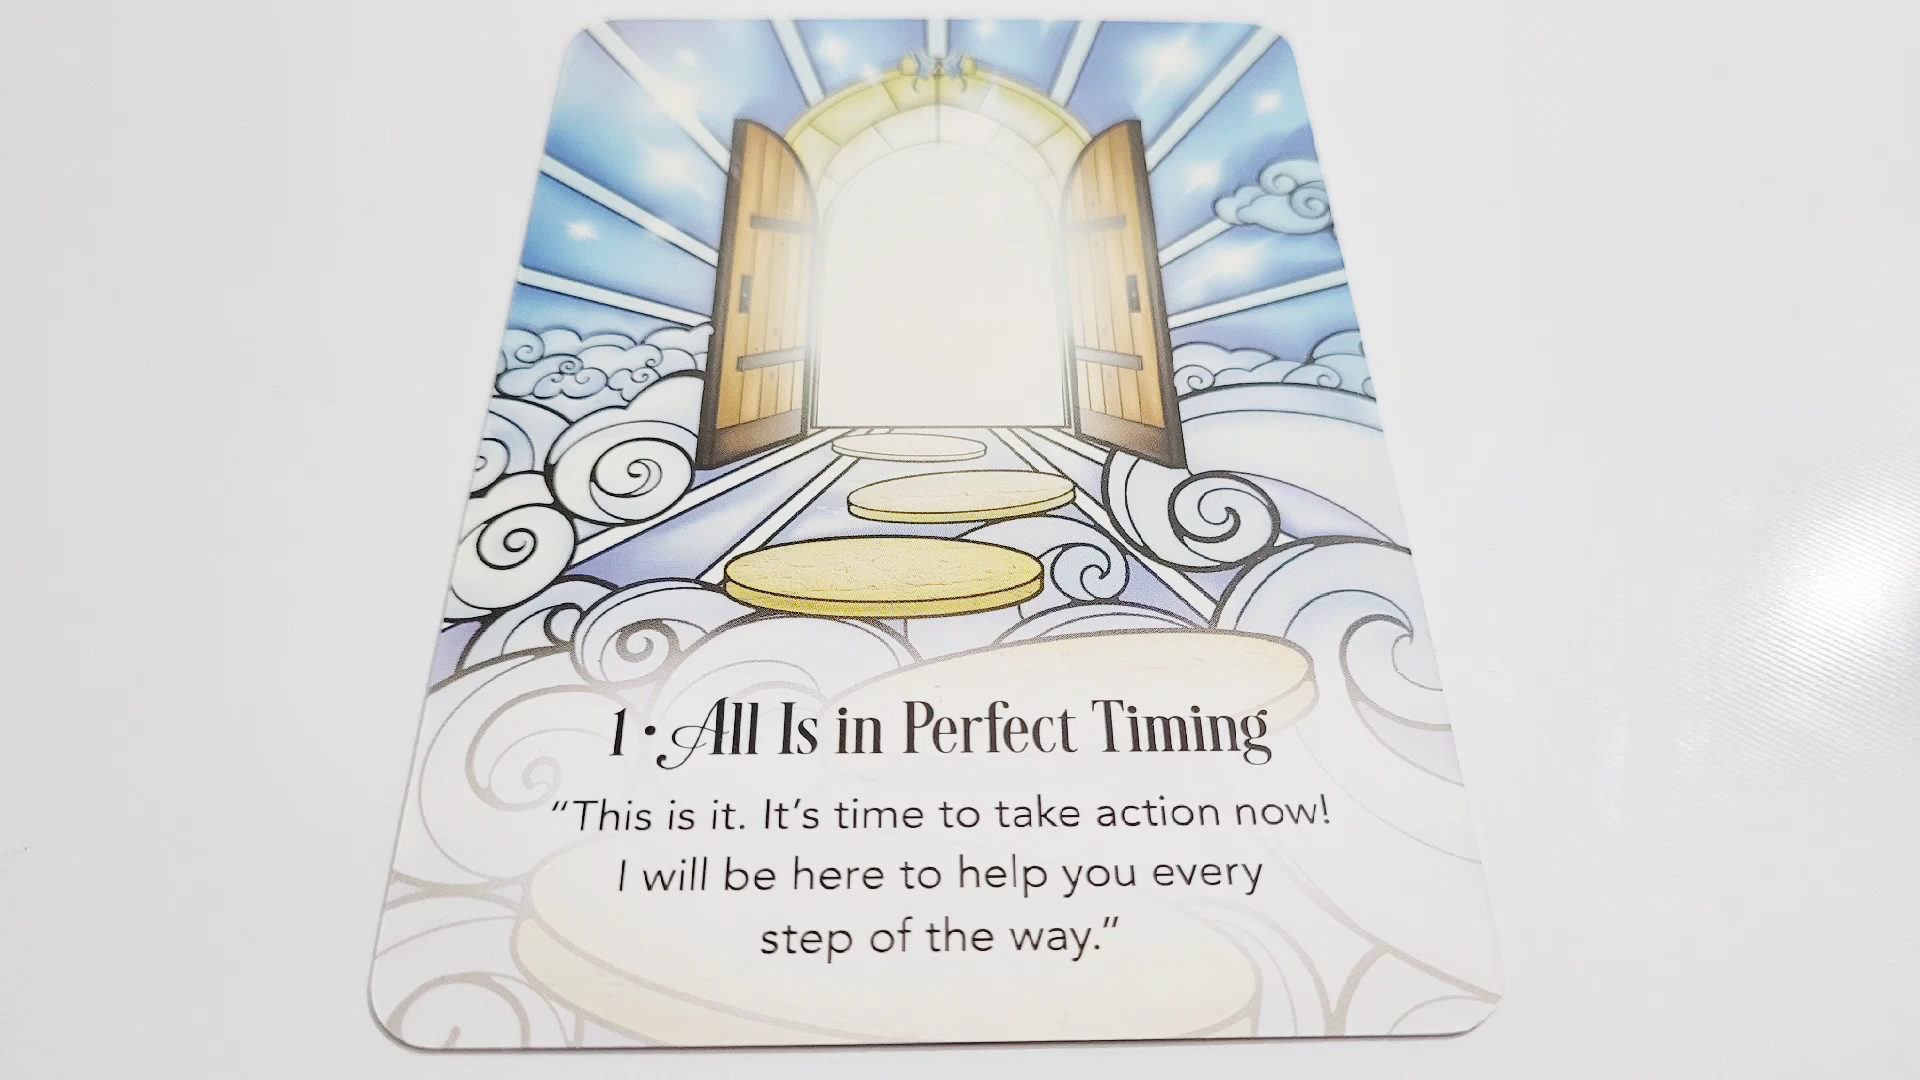 1 • All Is in Perfect Timing
“This is it. It’s time to take action now!
I will be here to help you every
step of the way.”